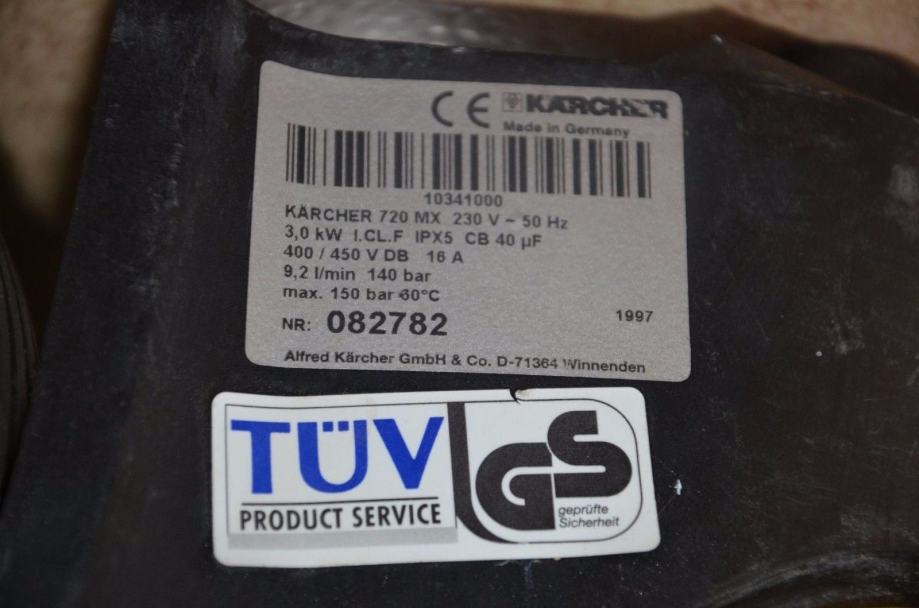 CE KÄRCHER
Made in Germany
10341000
KÄRCHER 720 MX 230 V ~ 50 Hz
3,0 kW I.CL.F IPX5 CB 40 µF
400 / 450 V DB 16 A
9,2 l/min 140 bar
max. 150 bar 60°C
NR: 082782 1997
Alfred Kärcher GmbH & Co. D-71364 Winnenden
TÜV
PRODUCT SERVICE
GS
geprüfte
Sicherheit